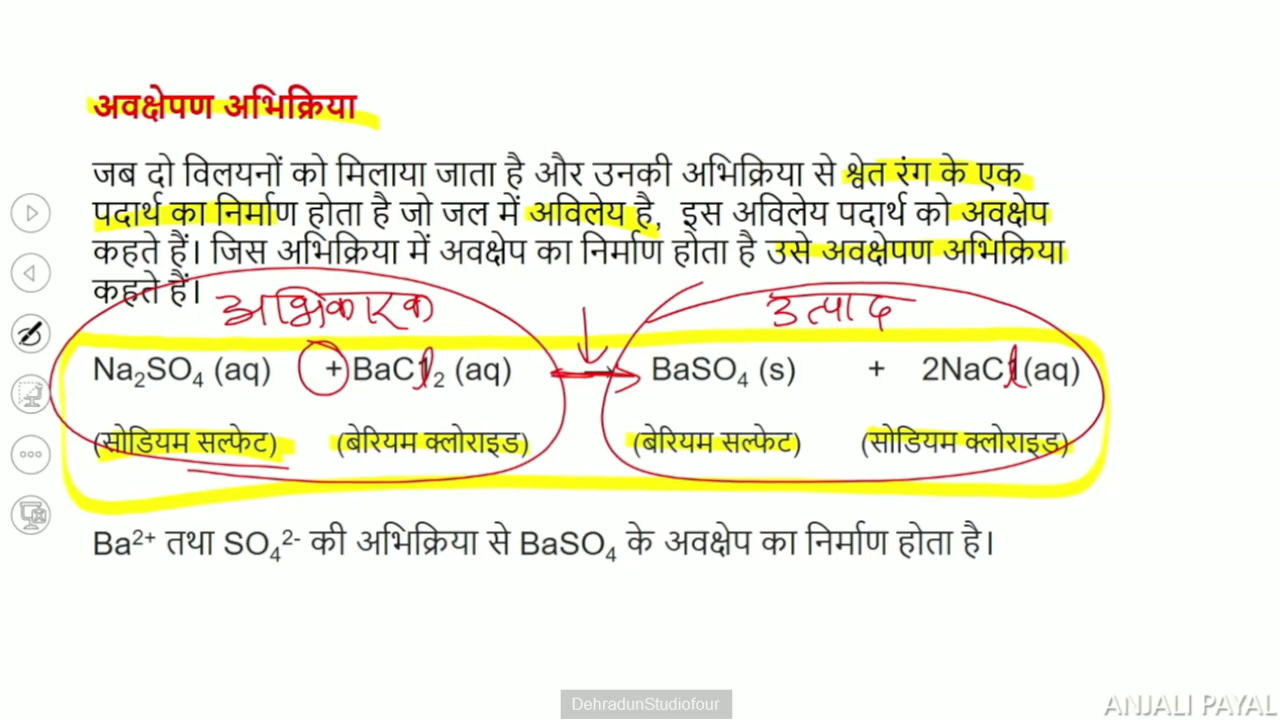 अवक्षेपण अभिक्रिया
जब दो विलयनों को मिलाया जाता है और उनकी अभिक्रिया से श्वेत रंग के एक
पदार्थ का निर्माण होता है जो जल में अविलेय है, इस अविलेय पदार्थ को अवक्षेप
कहते हैं। जिस अभिक्रिया में अवक्षेप का निर्माण होता है उसे अवक्षेपण अभिक्रिया
कहते हैं।
अभिकारक उत्पाद
Na₂SO₄ (aq) + BaCl₂ (aq) → BaSO₄ (s) + 2NaCl (aq)
(सोडियम सल्फेट) (बेरियम क्लोराइड) (बेरियम सल्फेट) (सोडियम क्लोराइड)
Ba²⁺ तथा SO₄²⁻ की अभिक्रिया से BaSO₄ के अवक्षेप का निर्माण होता है।
DehradunStudiofour
ANJALI PAYAL